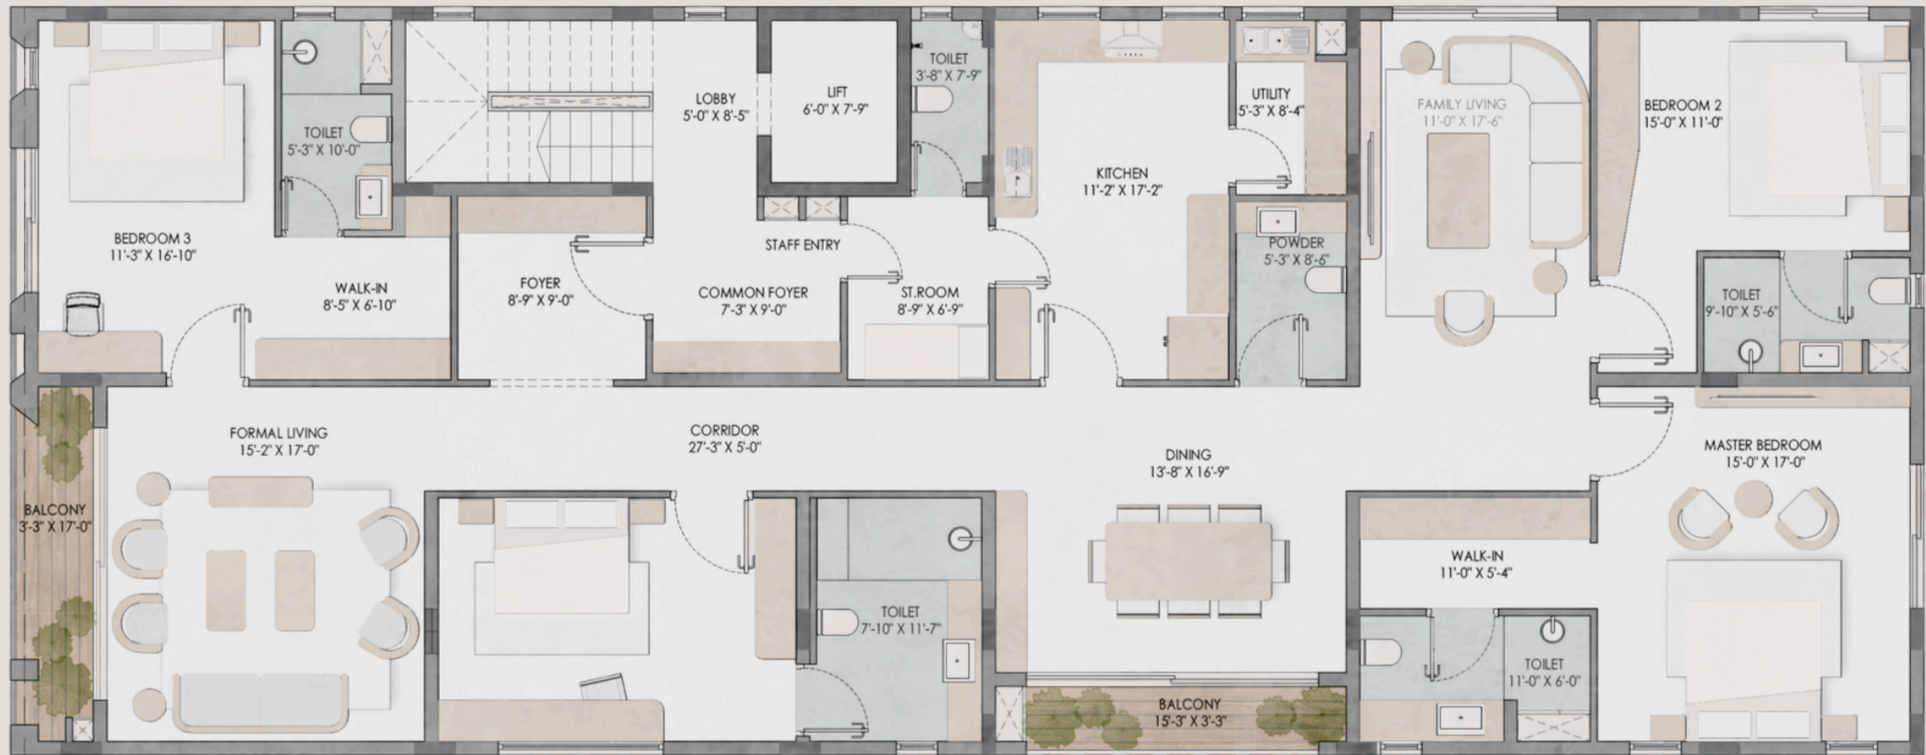 TOILET
5'-3" X 10'-0"
LOBBY
5'-0" X 8'-5"
LIFT
6'-0" X 7'-9"
TOILET
3'-8" X 7'-9"
UTILITY
5'-3" X 8'-4"
FAMILY LIVING
11'-0" X 17'-6"
BEDROOM 2
15'-0" X 11'-0"
KITCHEN
11'-2" X 17'-2"
BEDROOM 3
11'-3" X 16'-10"
WALK-IN
8'-5" X 6'-10"
FOYER
8'-9" X 9'-0"
STAFF ENTRY
COMMON FOYER
7'-3" X 9'-0"
ST.ROOM
8'-9" X 6'-9"
POWDER
5'-3" X 8'-6"
TOILET
9'-10" X 5'-6"
FORMAL LIVING
15'-2" X 17'-0"
CORRIDOR
27'-3" X 5'-0"
DINING
13'-8" X 16'-9"
MASTER BEDROOM
15'-0" X 17'-0"
BALCONY
3'-3" X 17'-0"
WALK-IN
11'-0" X 5'-4"
TOILET
7'-10" X 11'-7"
TOILET
11'-0" X 6'-0"
BALCONY
15'-3" X 3'-3"